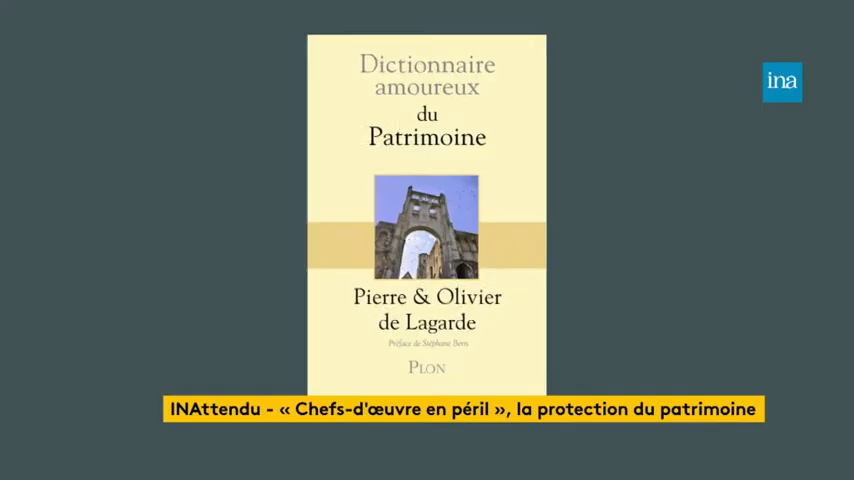 Dictionnaire
amoureux
du
Patrimoine
Pierre & Olivier
de Lagarde
Préface de Stéphane Bern
PLON
ina
INAttendu - « Chefs-d'œuvre en péril », la protection du patrimoine